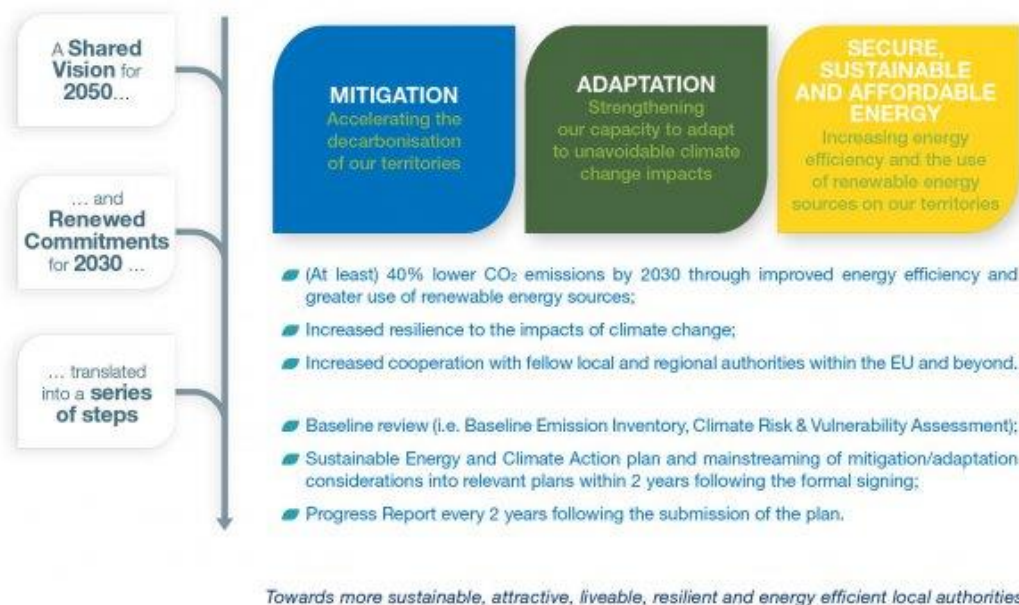 A Shared
Vision for
2050...
MITIGATION
Accelerating the
decarbonisation
of our territories
ADAPTATION
Strengthening
our capacity to adapt
to unavoidable climate
change impacts
SECURE,
SUSTAINABLE
AND AFFORDABLE
ENERGY
Increasing energy
efficiency and the use
of renewable energy
sources on our territories
... and
Renewed
Commitments
for 2030 ...
(At least) 40% lower CO₂ emissions by 2030 through improved energy efficiency and
greater use of renewable energy sources;
Increased resilience to the impacts of climate change;
Increased cooperation with fellow local and regional authorities within the EU and beyond.
... translated
into a series
of steps
Baseline review (i.e. Baseline Emission Inventory, Climate Risk & Vulnerability Assessment);
Sustainable Energy and Climate Action plan and mainstreaming of mitigation/adaptation
considerations into relevant plans within 2 years following the formal signing;
Progress Report every 2 years following the submission of the plan.
Towards more sustainable, attractive, liveable, resilient and energy efficient local authorities